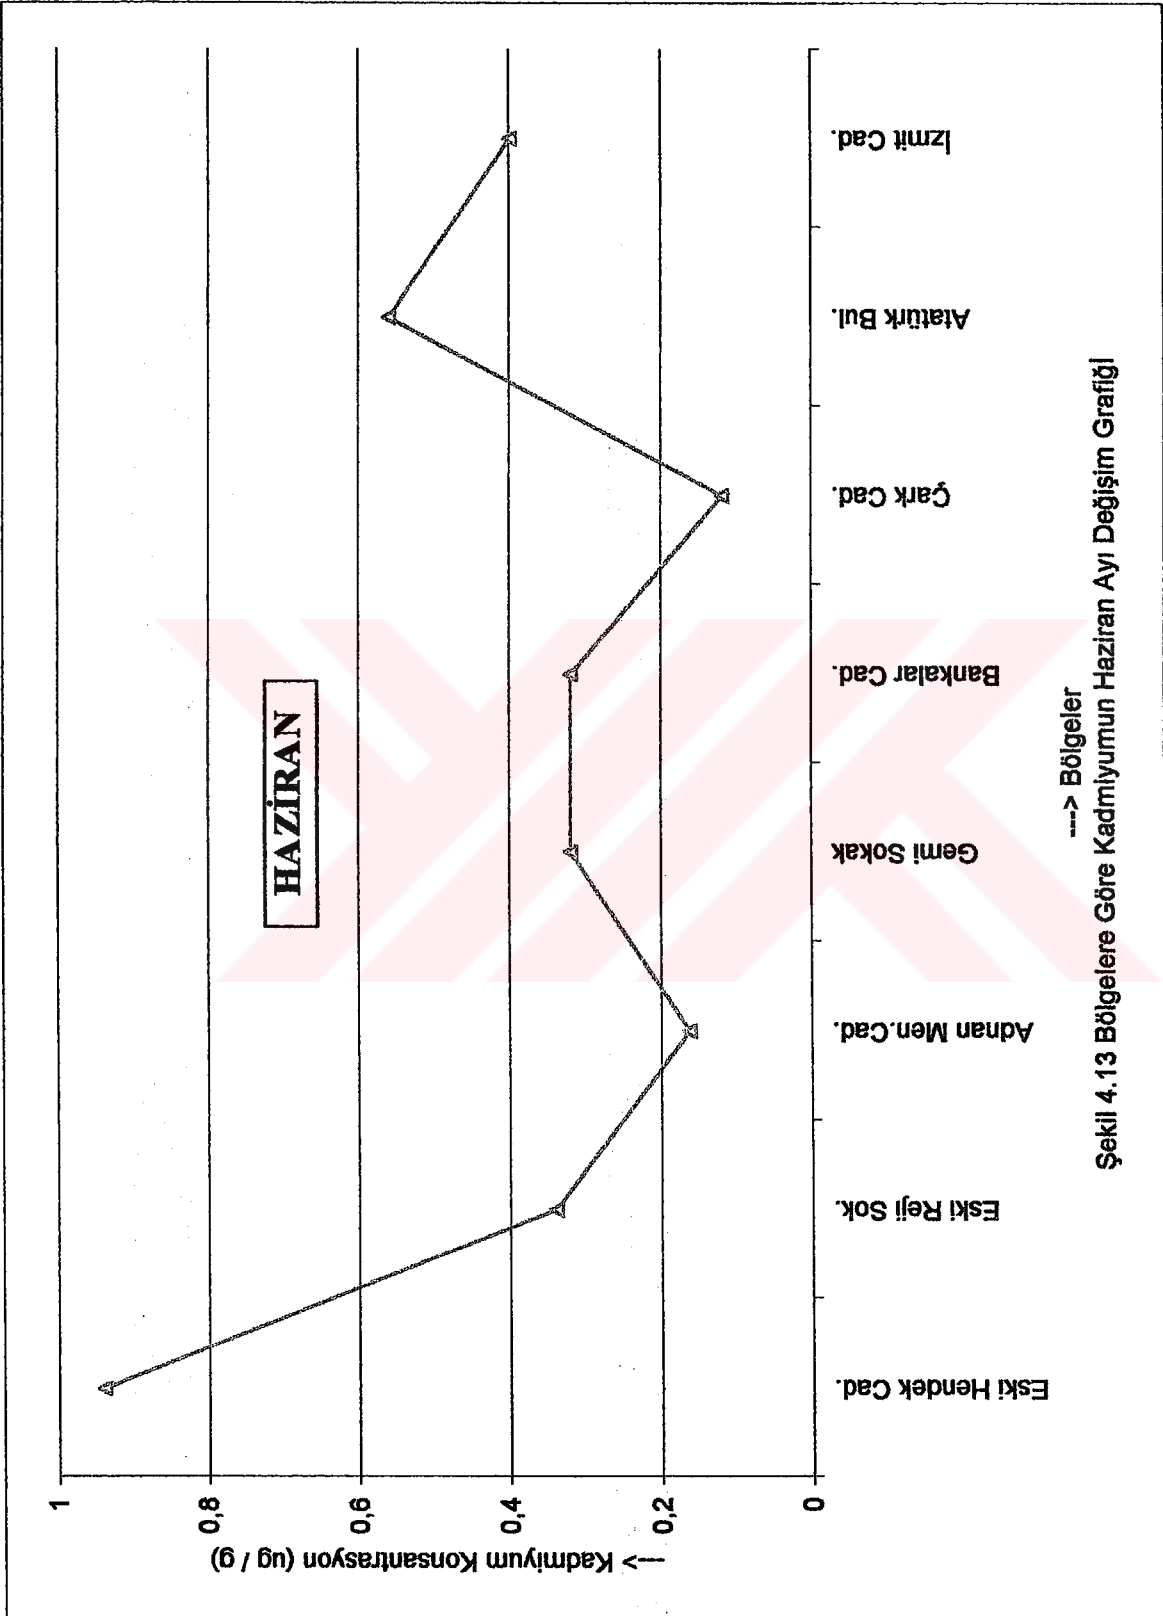 HAZİRAN
---> Kadmiyum Konsantrasyon (ug / g)
1
0,8
0,6
0,4
0,2
0
Eski Hendek Cad.
Eski Reji Sok.
Adnan Men.Cad.
Gemi Sokak
Bankalar Cad.
Çark Cad.
Atatürk Bul.
İzmit Cad.
---> Bölgeler
Şekil 4.13 Bölgelere Göre Kadmiyumun Haziran Ayı Değişim Grafiği